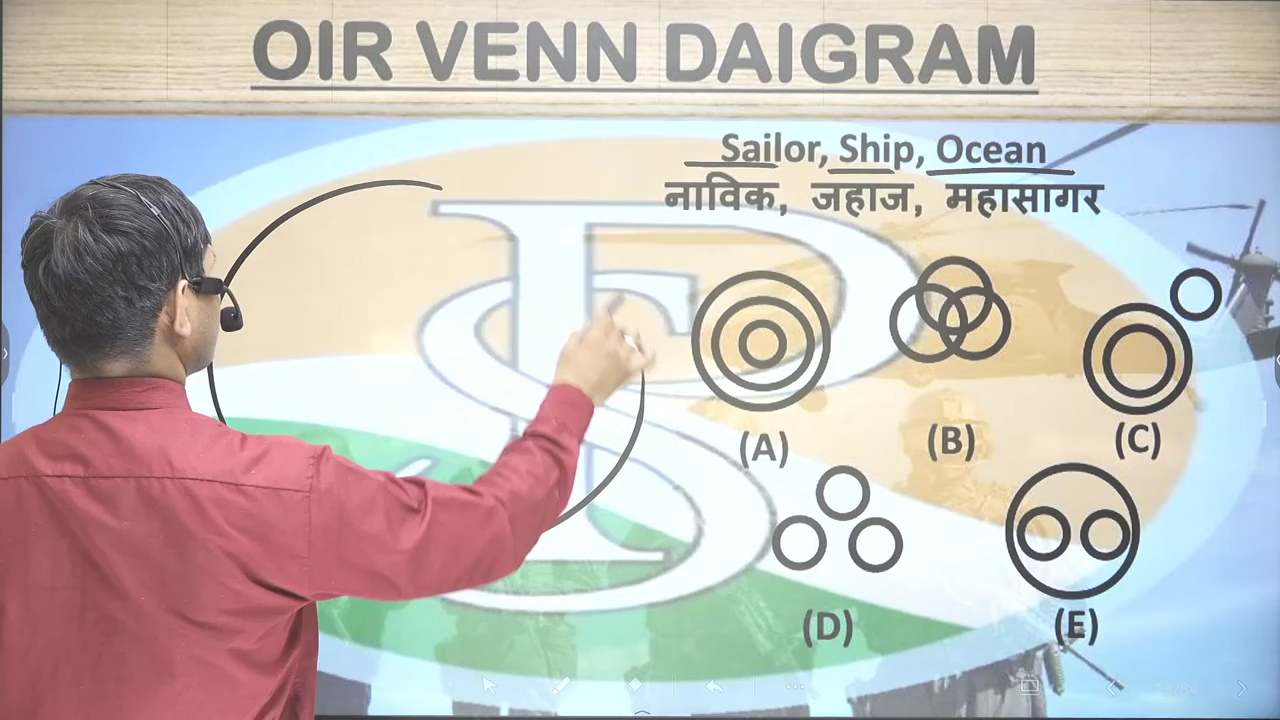 OIR VENN DAIGRAM
Sailor, Ship, Ocean
नाविक, जहाज, महासागर
(A)
(B)
(C)
(D)
(E)